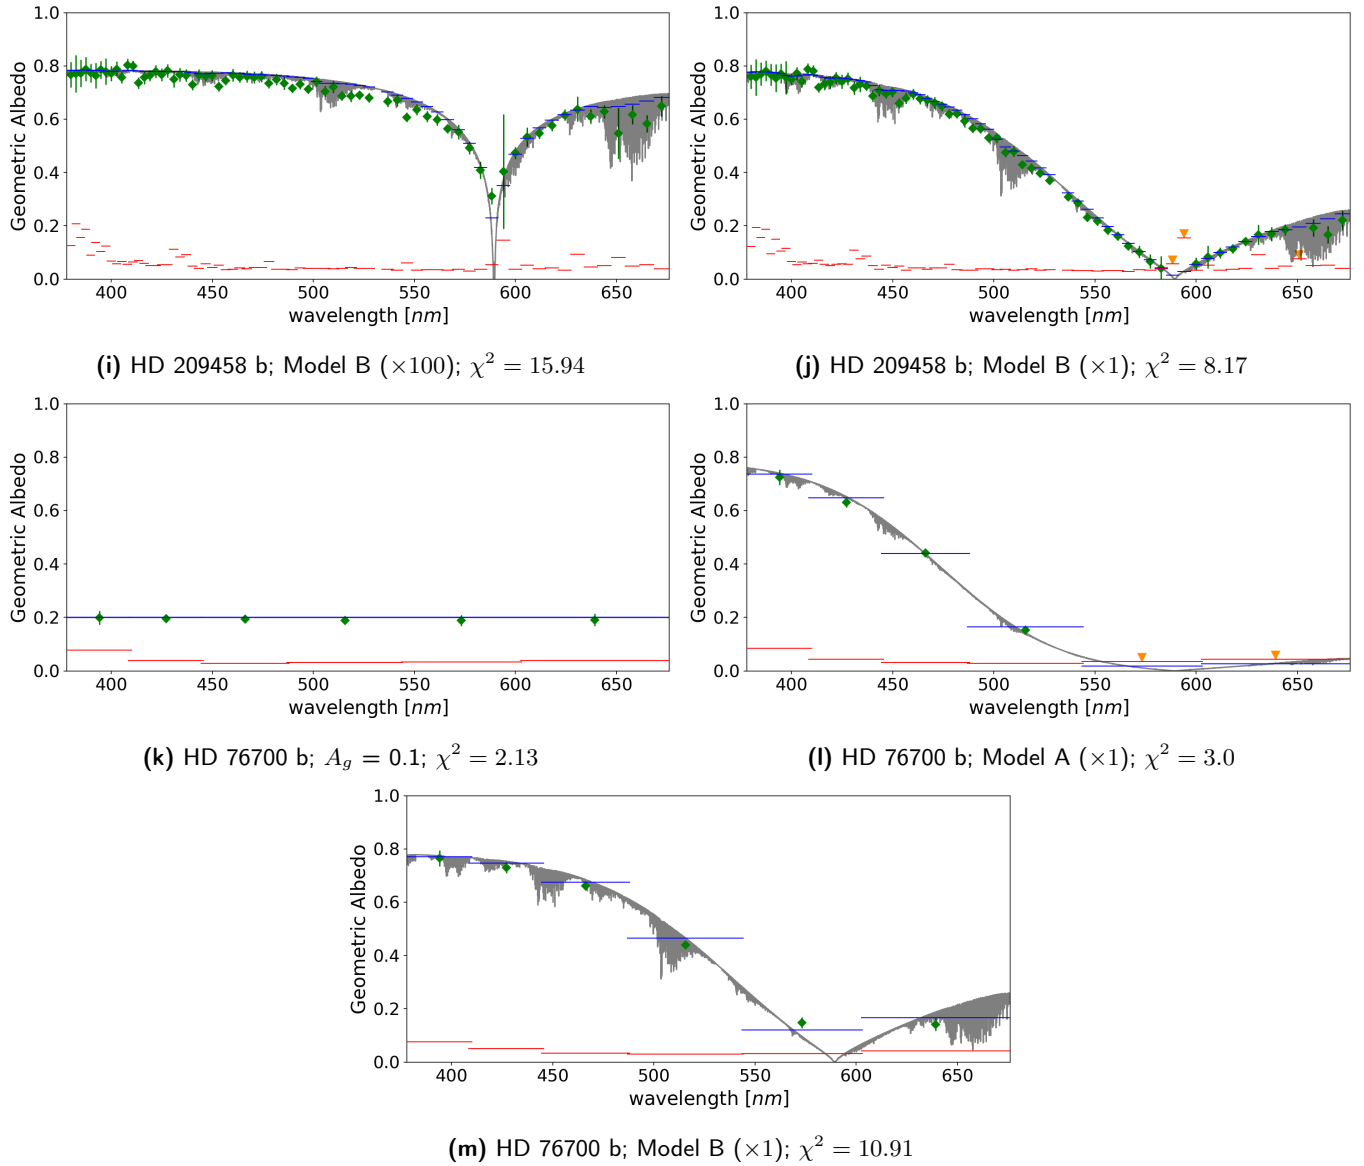 1.0
0.8
0.6
0.4
0.2
0.0
Geometric Albedo
400 450 500 550 600 650
wavelength [nm]
(i) HD 209458 b; Model B (×100); χ² = 15.94
1.0
0.8
0.6
0.4
0.2
0.0
Geometric Albedo
400 450 500 550 600 650
wavelength [nm]
(j) HD 209458 b; Model B (×1); χ² = 8.17
1.0
0.8
0.6
0.4
0.2
0.0
Geometric Albedo
400 450 500 550 600 650
wavelength [nm]
(k) HD 76700 b; A_g = 0.1; χ² = 2.13
1.0
0.8
0.6
0.4
0.2
0.0
Geometric Albedo
400 450 500 550 600 650
wavelength [nm]
(l) HD 76700 b; Model A (×1); χ² = 3.0
1.0
0.8
0.6
0.4
0.2
0.0
Geometric Albedo
400 450 500 550 600 650
wavelength [nm]
(m) HD 76700 b; Model B (×1); χ² = 10.91